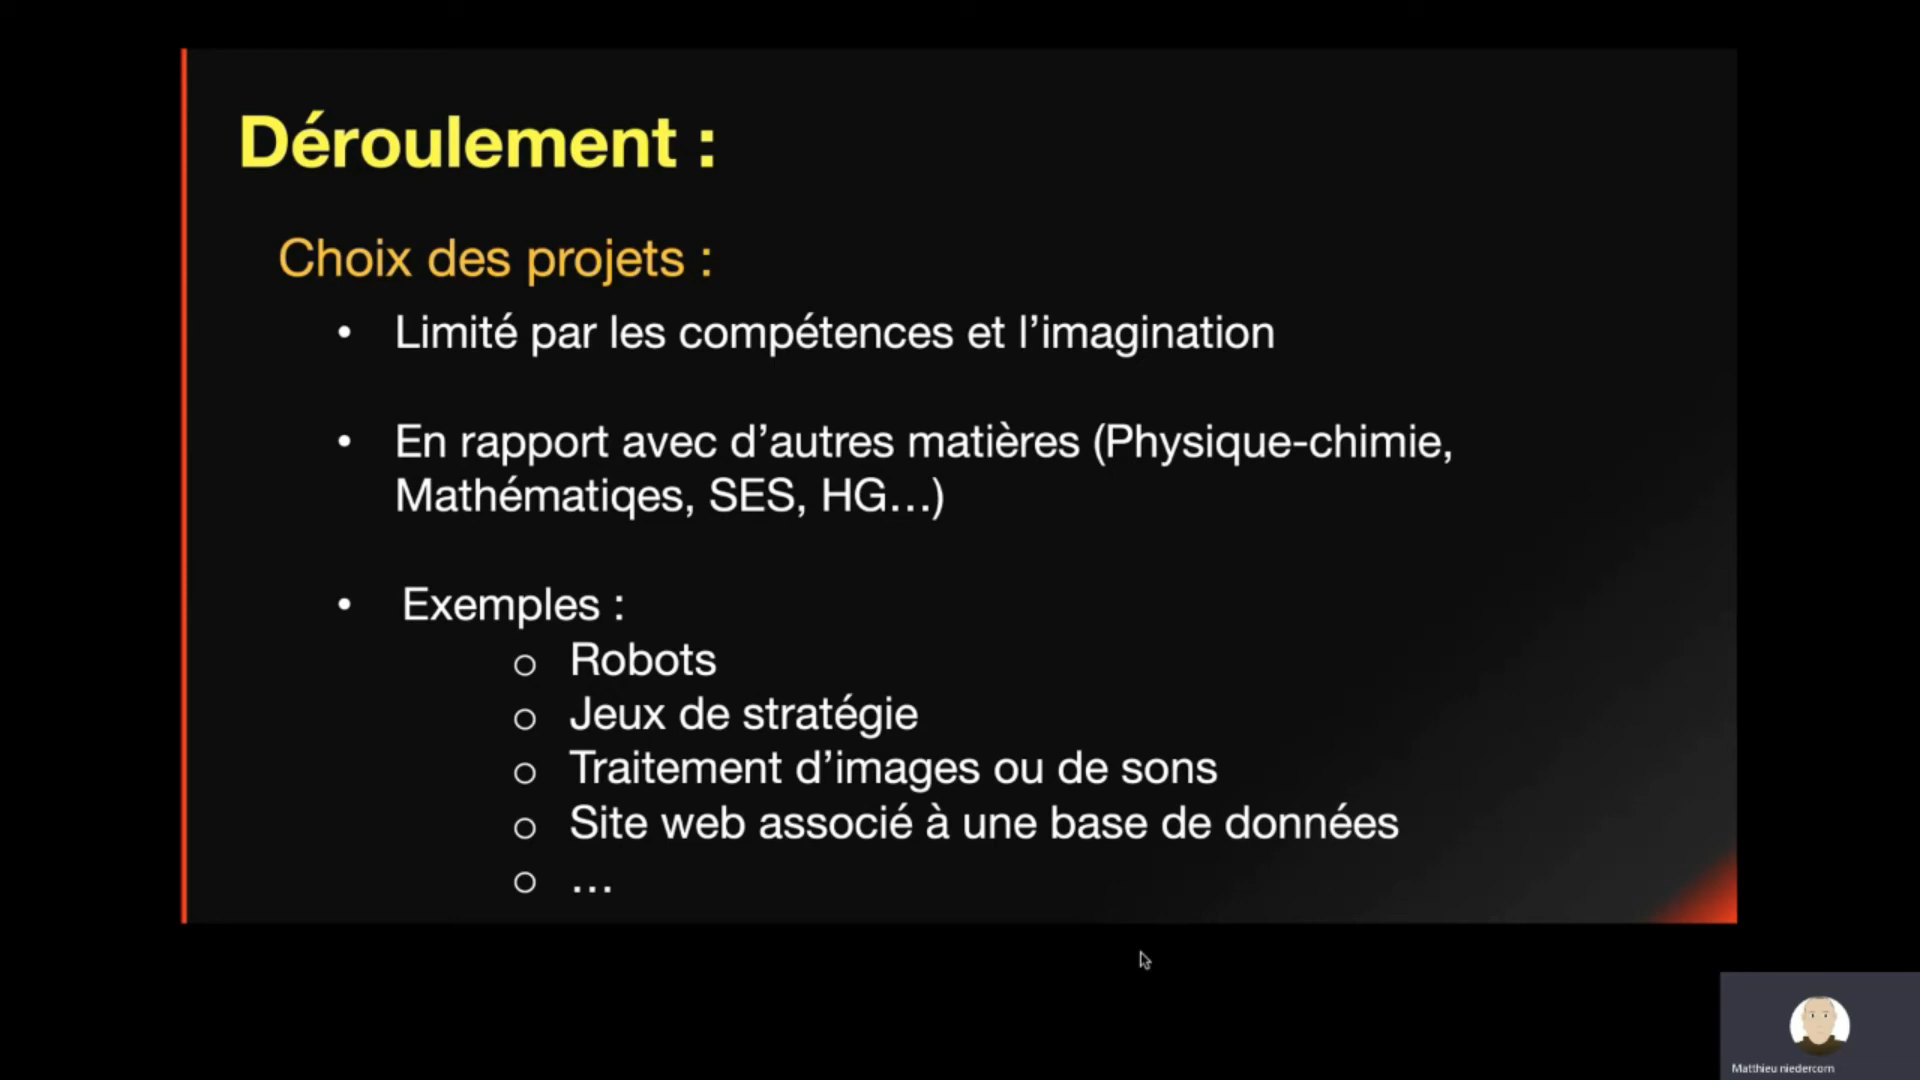 Déroulement :
Choix des projets :
• Limité par les compétences et l’imagination
• En rapport avec d’autres matières (Physique-chimie,
Mathématiqes, SES, HG…)
• Exemples :
o Robots
o Jeux de stratégie
o Traitement d’images ou de sons
o Site web associé à une base de données
o …
Matthieu niedercorn